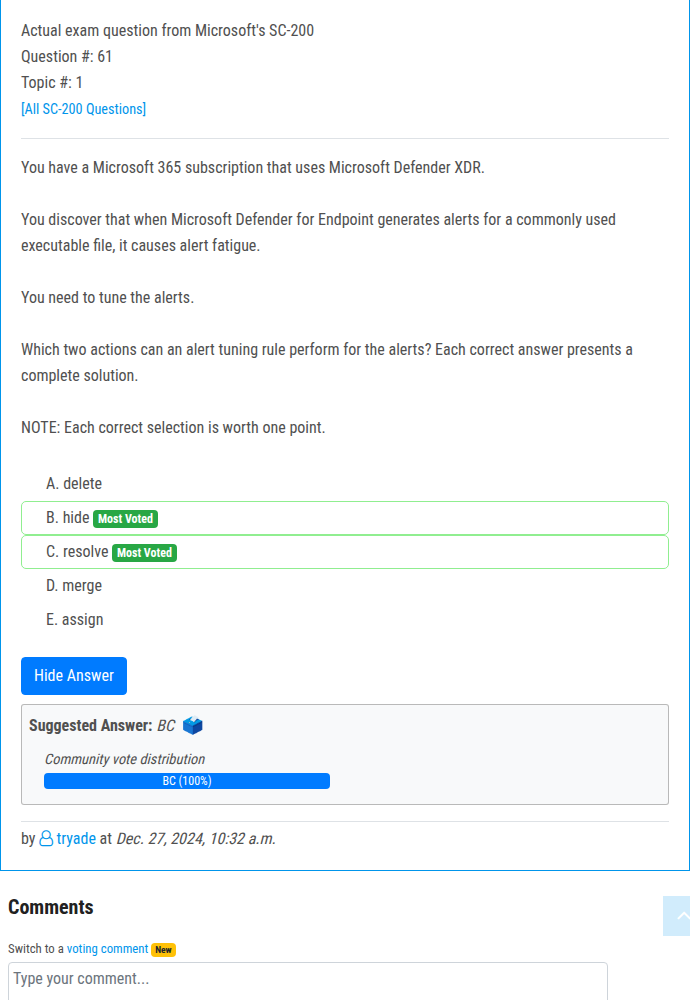 Actual exam question from Microsoft's SC-200
Question #: 61
Topic #: 1
[All SC-200 Questions]
You have a Microsoft 365 subscription that uses Microsoft Defender XDR.
You discover that when Microsoft Defender for Endpoint generates alerts for a commonly used
executable file, it causes alert fatigue.
You need to tune the alerts.
Which two actions can an alert tuning rule perform for the alerts? Each correct answer presents a
complete solution.
NOTE: Each correct selection is worth one point.
A. delete
B. hide Most Voted
C. resolve Most Voted
D. merge
E. assign
Hide Answer
Suggested Answer: BC
Community vote distribution
BC (100%)
by tryade at Dec. 27, 2024, 10:32 a.m.
Comments
Switch to a voting comment New
Type your comment...